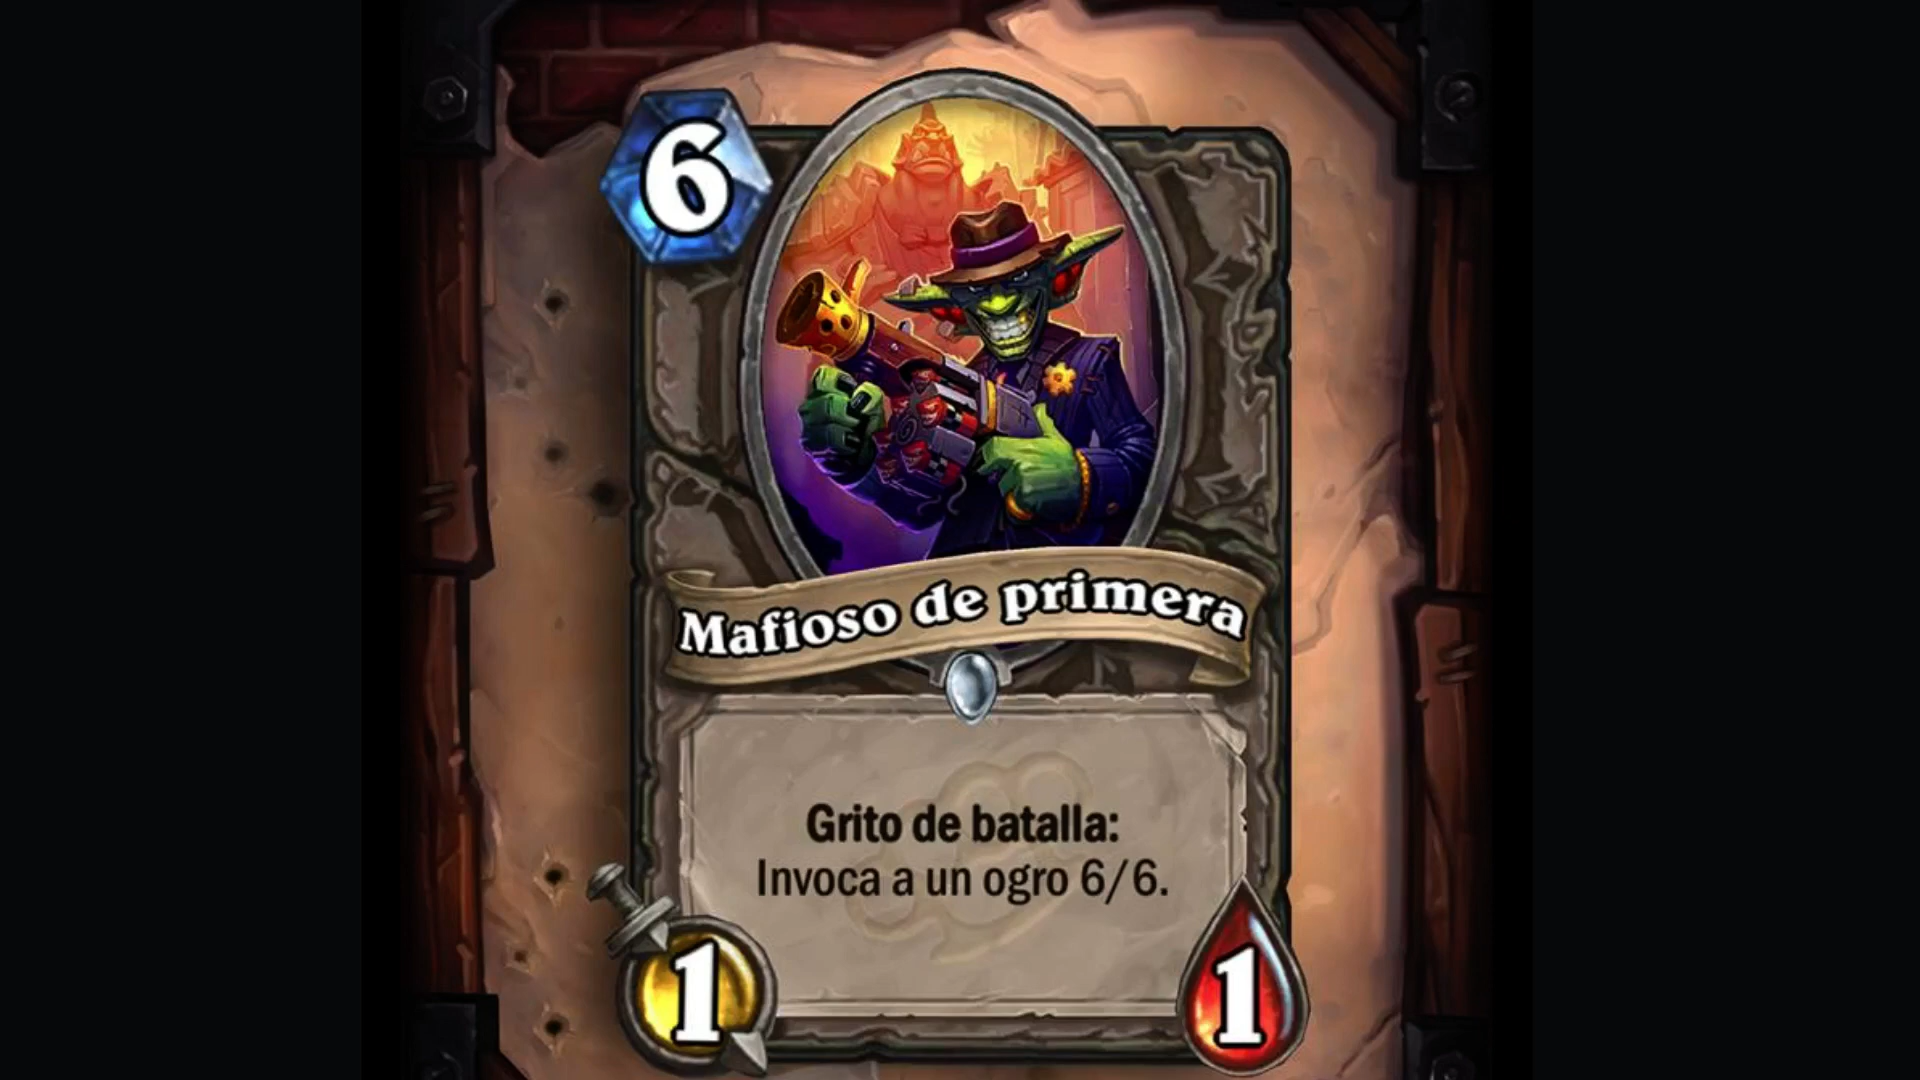 6
Mafioso de primera
Grito de batalla:
Invoca a un ogro 6/6.
1
1